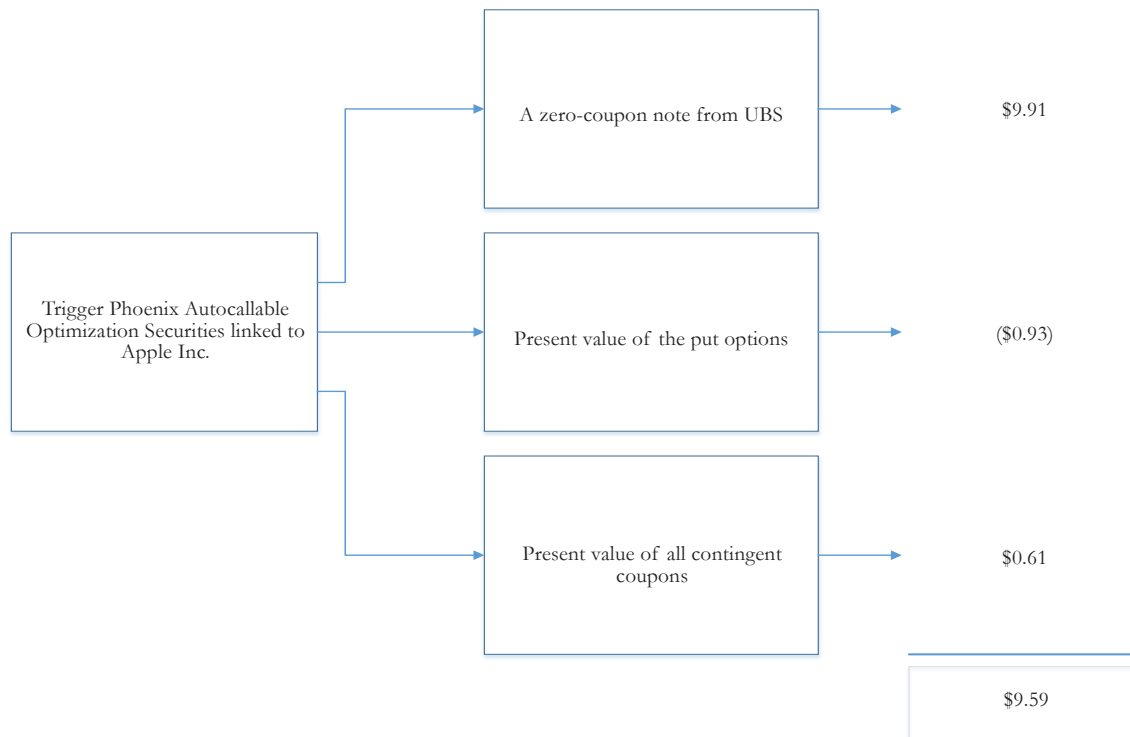 A zero-coupon note from UBS
$9.91
Trigger Phoenix Autocallable
Optimization Securities linked to
Apple Inc.
Present value of the put options
($0.93)
Present value of all contingent
coupons
$0.61
$9.59